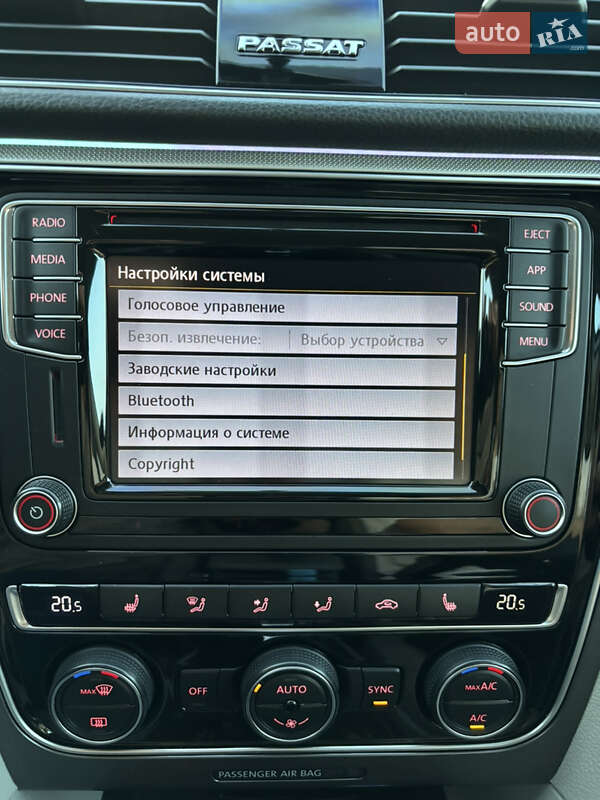 PASSAT
auto RIA.com
RADIO
MEDIA
PHONE
VOICE
EJECT
APP
SOUND
MENU
Настройки системы
Голосовое управление
Безоп. извлечение: Выбор устройства
Заводские настройки
Bluetooth
Информация о системе
Copyright
20.5
20.5
MAX
OFF
AUTO
SYNC
MAX A/C
A/C
PASSENGER AIR BAG